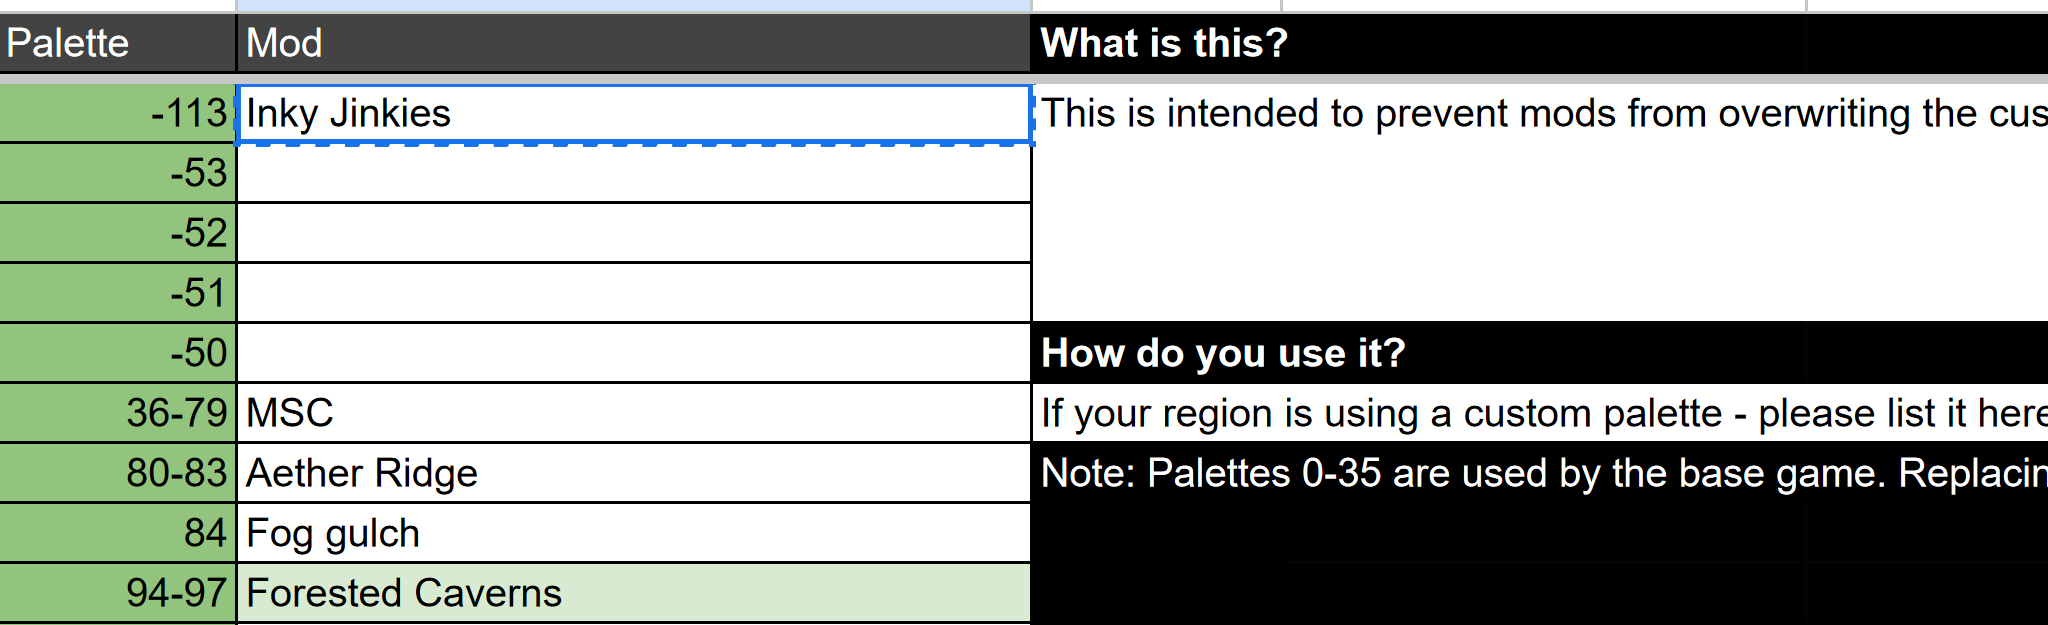 Palette Mod What is this?
-113 Inky Jinkies This is intended to prevent mods from overwriting the cus
-53
-52
-51
-50 How do you use it?
36-79 MSC If your region is using a custom palette - please list it here
80-83 Aether Ridge Note: Palettes 0-35 are used by the base game. Replacin
84 Fog gulch
94-97 Forested Caverns